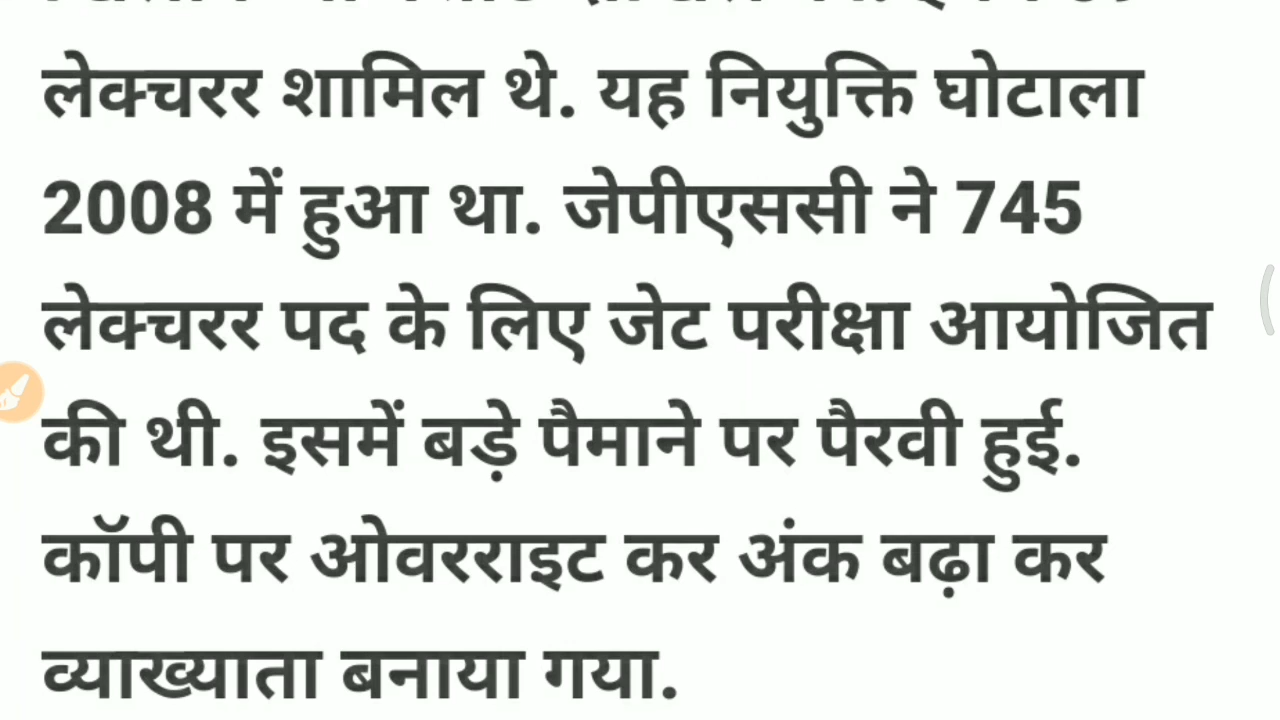 लेक्चरर शामिल थे. यह नियुक्ति घोटाला
2008 में हुआ था. जेपीएससी ने 745
लेक्चरर पद के लिए जेट परीक्षा आयोजित
की थी. इसमें बड़े पैमाने पर पैरवी हुई.
कॉपी पर ओवरराइट कर अंक बढ़ा कर
व्याख्याता बनाया गया.